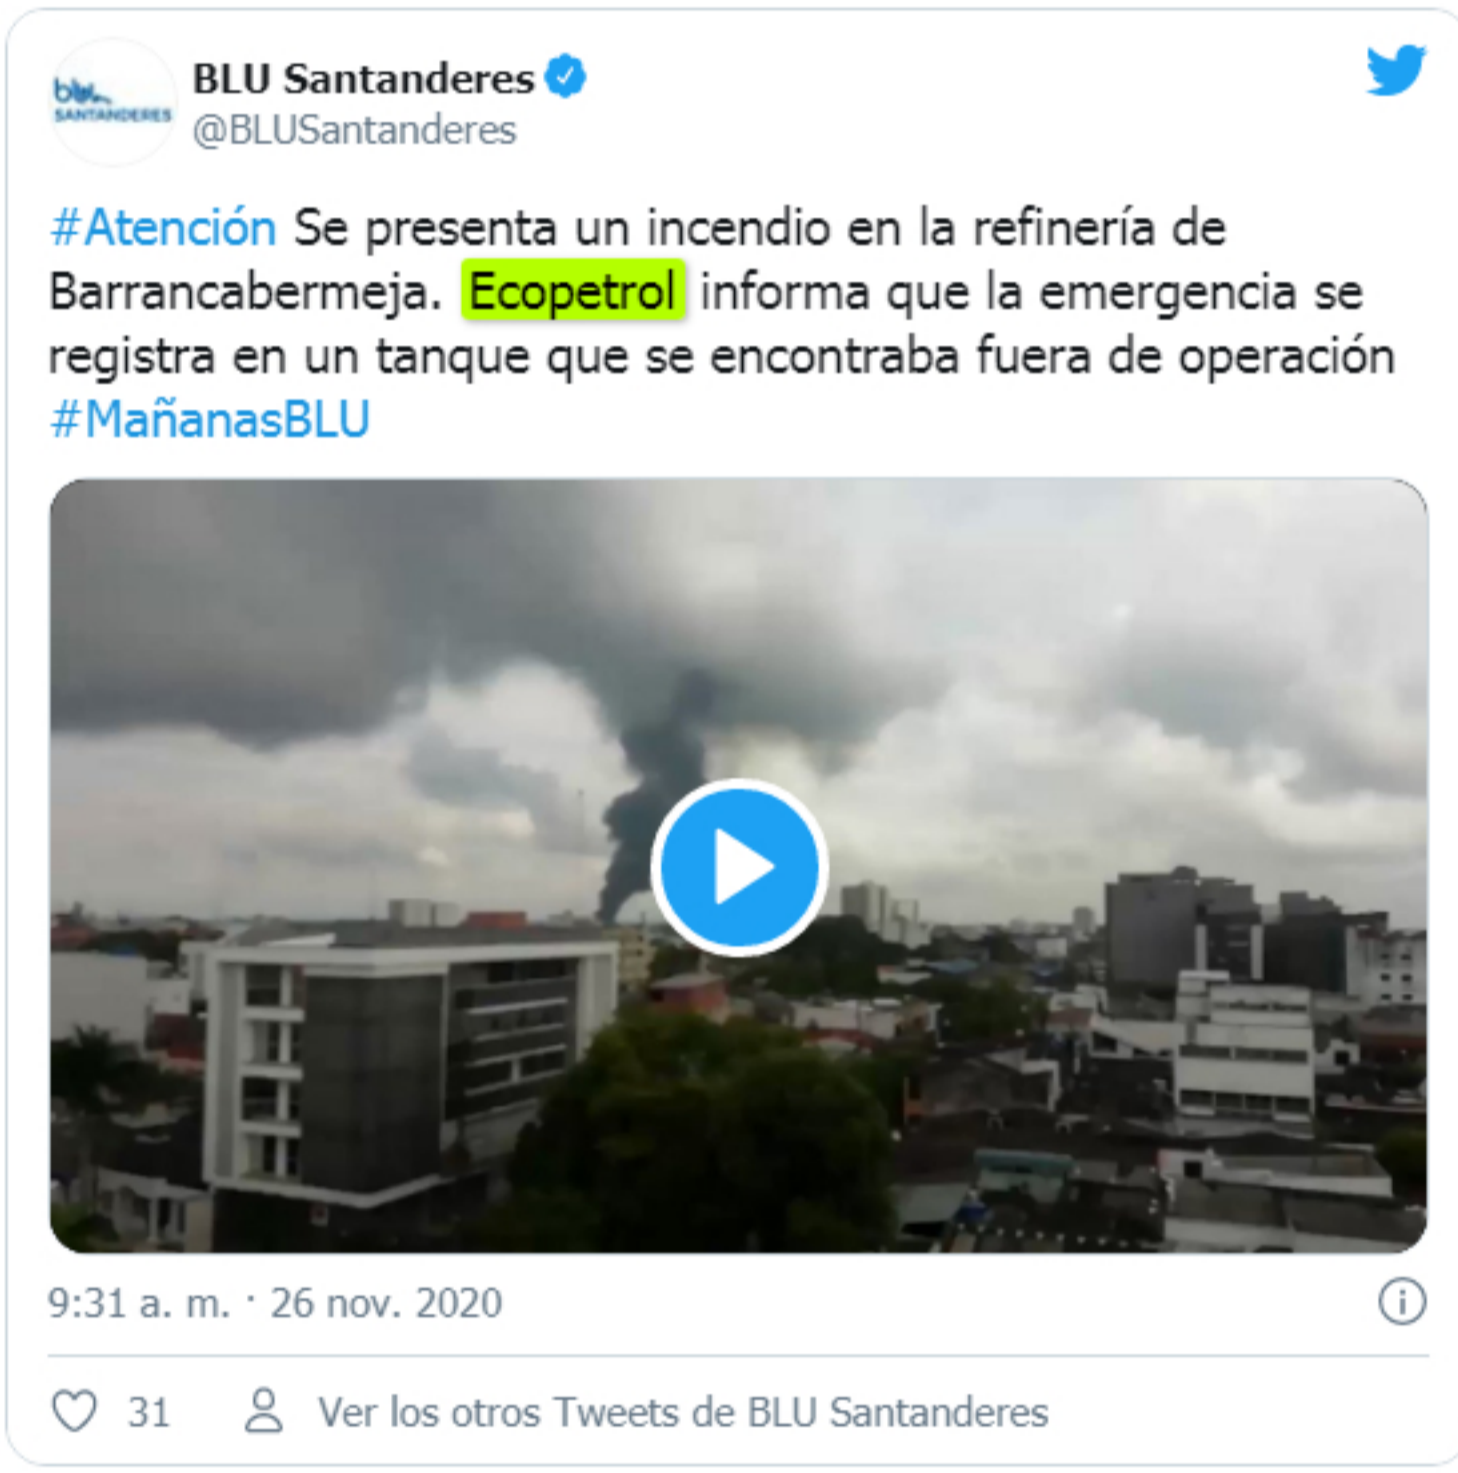 blu
SANTANDERES
BLU Santanderes
@BLUSantanderes
#Atención Se presenta un incendio en la refinería de
Barrancabermeja. Ecopetrol informa que la emergencia se
registra en un tanque que se encontraba fuera de operación
#MañanasBLU
9:31 a. m. · 26 nov. 2020
31
Ver los otros Tweets de BLU Santanderes